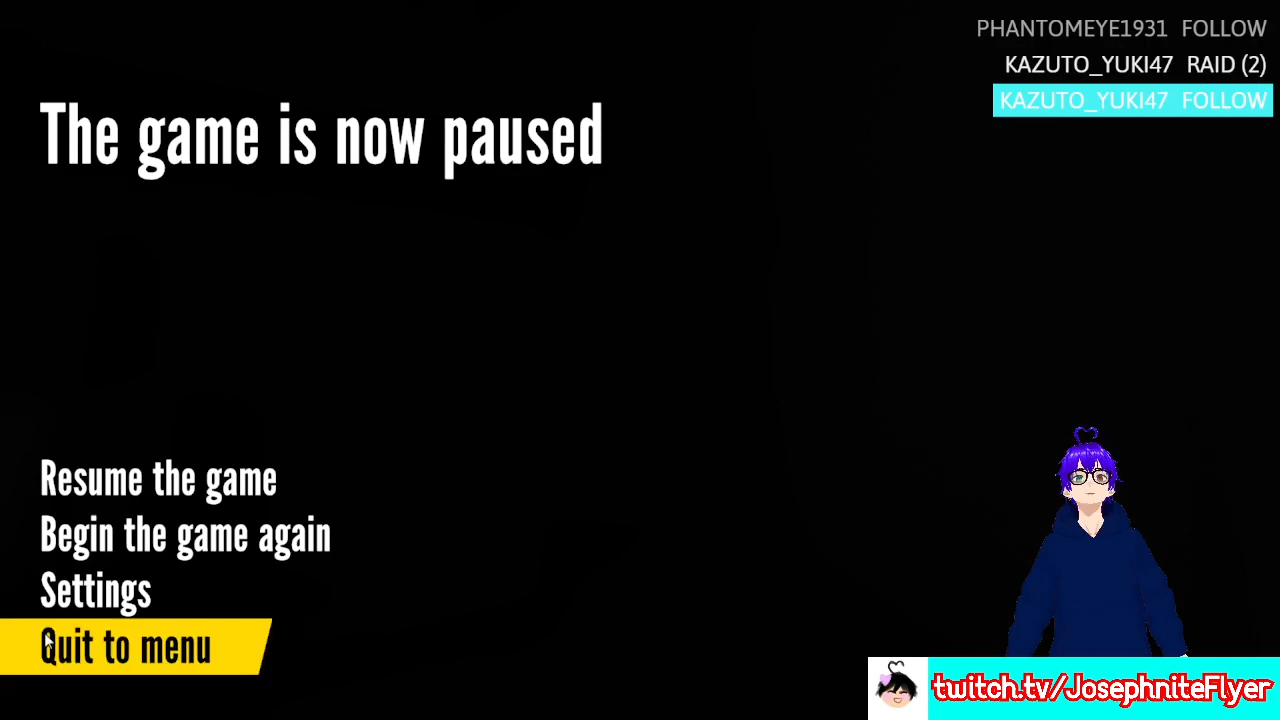 PHANTOMEYE1931 FOLLOW
KAZUTO_YUKI47 RAID (2)
KAZUTO_YUKI47 FOLLOW
The game is now paused
Resume the game
Begin the game again
Settings
Quit to menu
twitch.tv/JosephniteFlyer